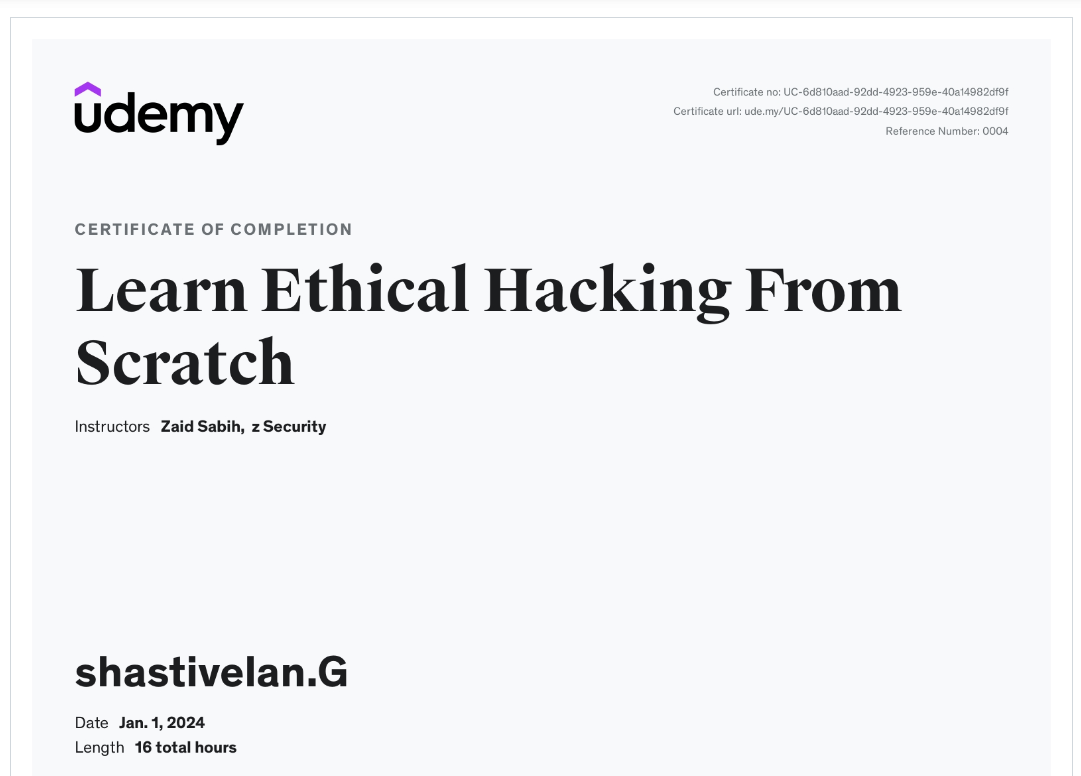 udemy
Certificate no: UC-6d810aad-92dd-4923-959e-40a14982df9f
Certificate url: ude.my/UC-6d810aad-92dd-4923-959e-40a14982df9f
Reference Number: 0004
CERTIFICATE OF COMPLETION
Learn Ethical Hacking From
Scratch
Instructors Zaid Sabih, z Security
shastivelan.G
Date Jan. 1, 2024
Length 16 total hours